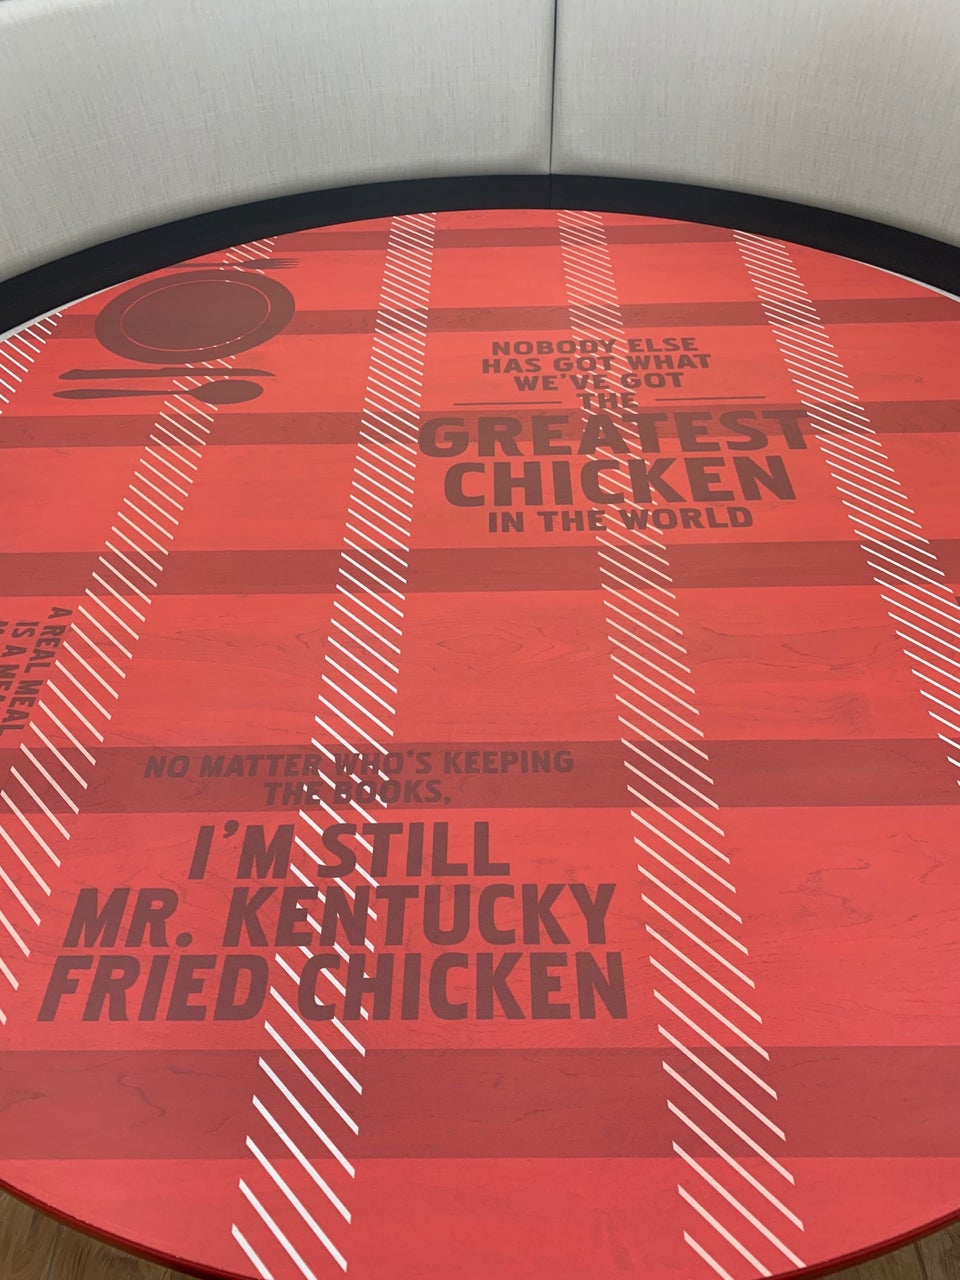 NOBODY ELSE
HAS GOT WHAT
WE'VE GOT
THE
GREATEST
CHICKEN
IN THE WORLD
A REAL MEAL
IS A
NO MATTER WHO'S KEEPING
THE BOOKS,
I'M STILL
MR. KENTUCKY
FRIED CHICKEN